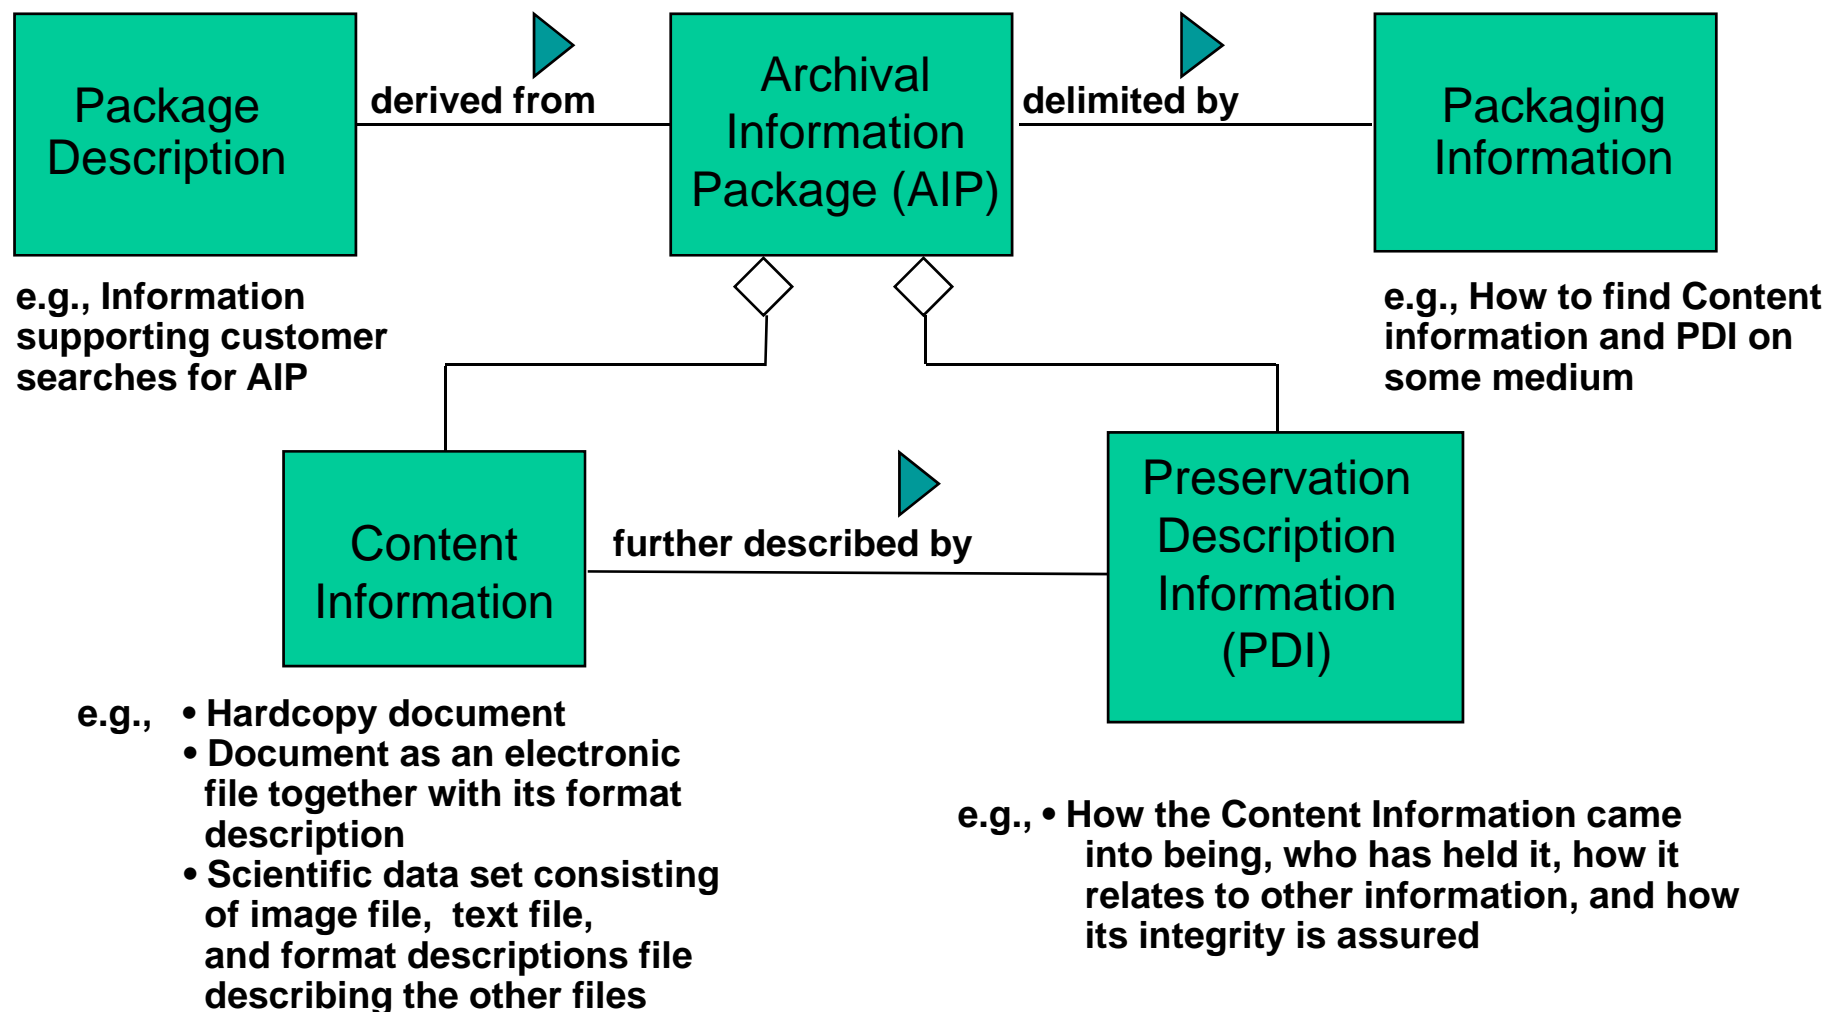 Package
Description
derived from
Archival
Information
Package (AIP)
delimited by
Packaging
Information
e.g., Information
supporting customer
searches for AIP
e.g., How to find Content
information and PDI on
some medium
Content
Information
further described by
Preservation
Description
Information
(PDI)
e.g., • Hardcopy document
• Document as an electronic
file together with its format
description
• Scientific data set consisting
of image file, text file,
and format descriptions file
describing the other files
e.g., • How the Content Information came
into being, who has held it, how it
relates to other information, and how
its integrity is assured